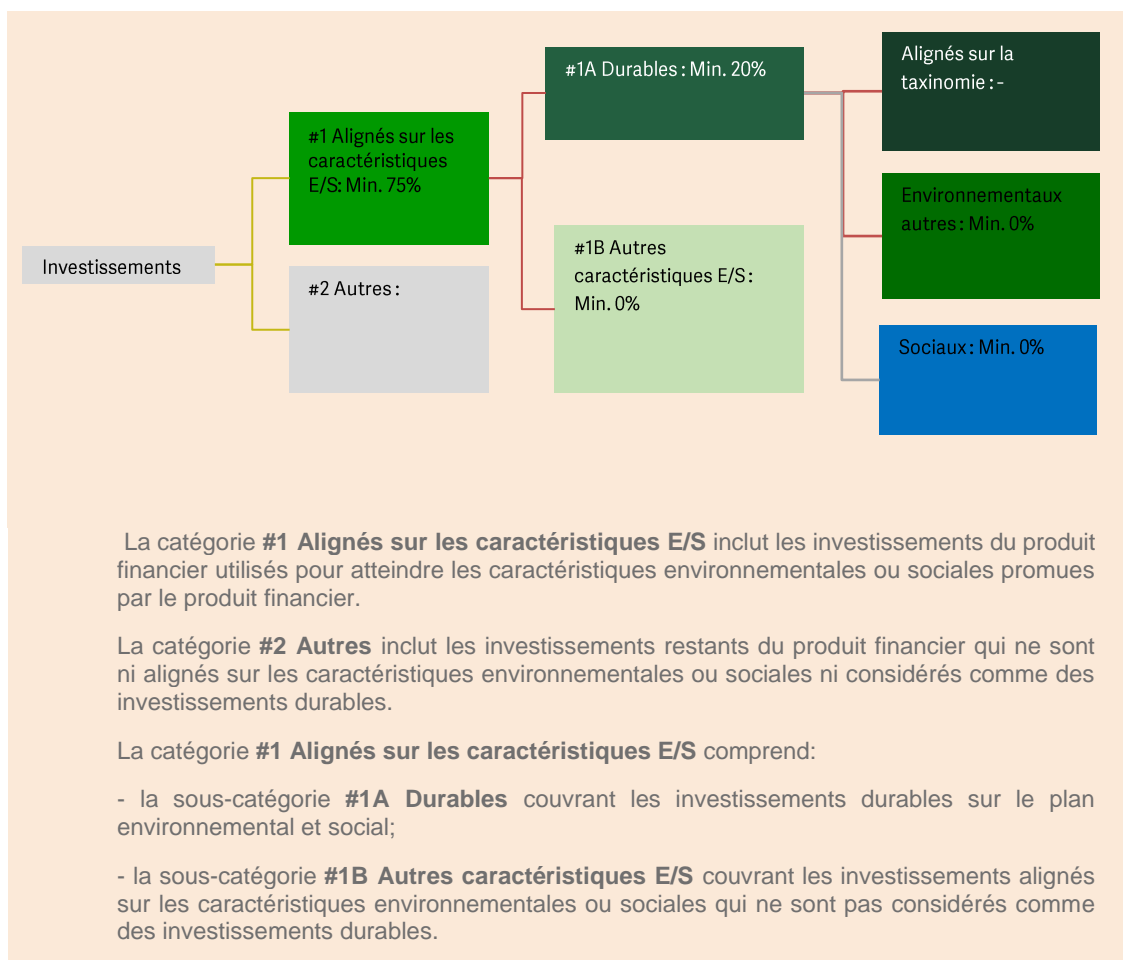 Investissements
#1 Alignés sur les
caractéristiques
E/S: Min. 75%
#2 Autres :
#1A Durables : Min. 20%
#1B Autres
caractéristiques E/S :
Min. 0%
Alignés sur la
taxinomie : -
Environnementaux
autres : Min. 0%
Sociaux : Min. 0%
La catégorie #1 Alignés sur les caractéristiques E/S inclut les investissements du produit
financier utilisés pour atteindre les caractéristiques environnementales ou sociales promues
par le produit financier.
La catégorie #2 Autres inclut les investissements restants du produit financier qui ne sont
ni alignés sur les caractéristiques environnementales ou sociales ni considérés comme des
investissements durables.
La catégorie #1 Alignés sur les caractéristiques E/S comprend:
- la sous-catégorie #1A Durables couvrant les investissements durables sur le plan
environnemental et social;
- la sous-catégorie #1B Autres caractéristiques E/S couvrant les investissements alignés
sur les caractéristiques environnementales ou sociales qui ne sont pas considérés comme
des investissements durables.